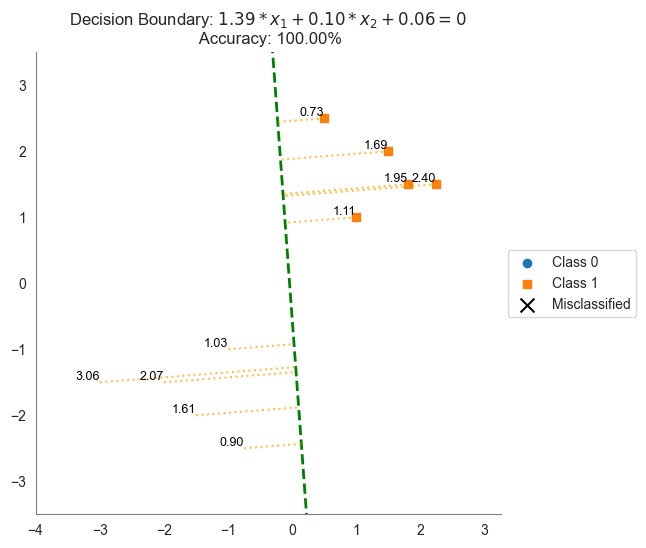 Decision Boundary: 1.39 * x₁ + 0.10 * x₂ + 0.06 = 0
Accuracy: 100.00%
3
2
1
0
−1
−2
−3
0.73
1.69
1.95 2.40
1.11
1.03
3.06 2.07
1.61
0.90
Class 0
Class 1
Misclassified
−4 −3 −2 −1 0 1 2 3